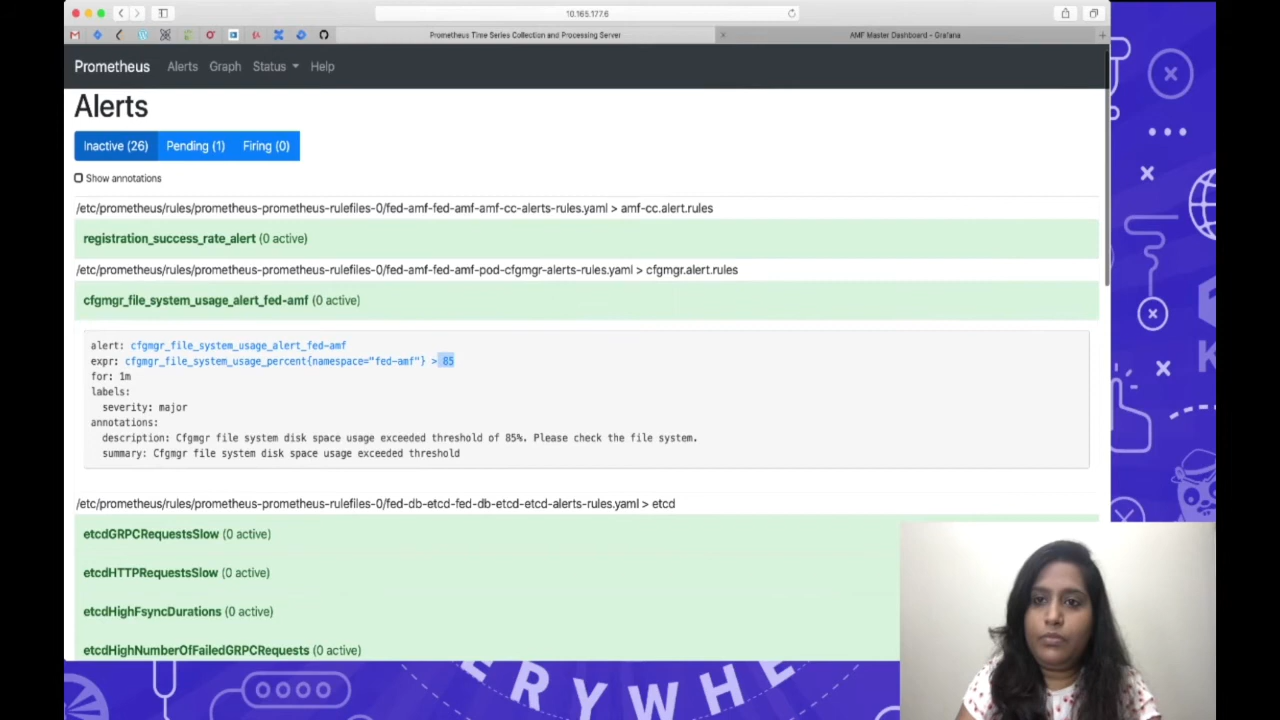 10.165.177.6
Prometheus Time Series Collection and Processing Server
AMF Master Dashboard - Grafana
Prometheus Alerts Graph Status Help
Alerts
Inactive (26) Pending (1) Firing (0)
Show annotations
/etc/prometheus/rules/prometheus-prometheus-rulefiles-0/fed-amf-fed-amf-amf-cc-alerts-rules.yaml > amf-cc.alert.rules
registration_success_rate_alert (0 active)
/etc/prometheus/rules/prometheus-prometheus-rulefiles-0/fed-amf-fed-amf-pod-cfgmgr-alerts-rules.yaml > cfgmgr.alert.rules
cfgmgr_file_system_usage_alert_fed-amf (0 active)
alert: cfgmgr_file_system_usage_alert_fed-amf
expr: cfgmgr_file_system_usage_percent{namespace="fed-amf"} > 85
for: 1m
labels:
severity: major
annotations:
description: Cfgmgr file system disk space usage exceeded threshold of 85%. Please check the file system.
summary: Cfgmgr file system disk space usage exceeded threshold
/etc/prometheus/rules/prometheus-prometheus-rulefiles-0/fed-db-etcd-fed-db-etcd-etcd-alerts-rules.yaml > etcd
etcdGRPCRequestsSlow (0 active)
etcdHTTPRequestsSlow (0 active)
etcdHighFsyncDurations (0 active)
etcdHighNumberOfFailedGRPCRequests (0 active)
ERYWHE